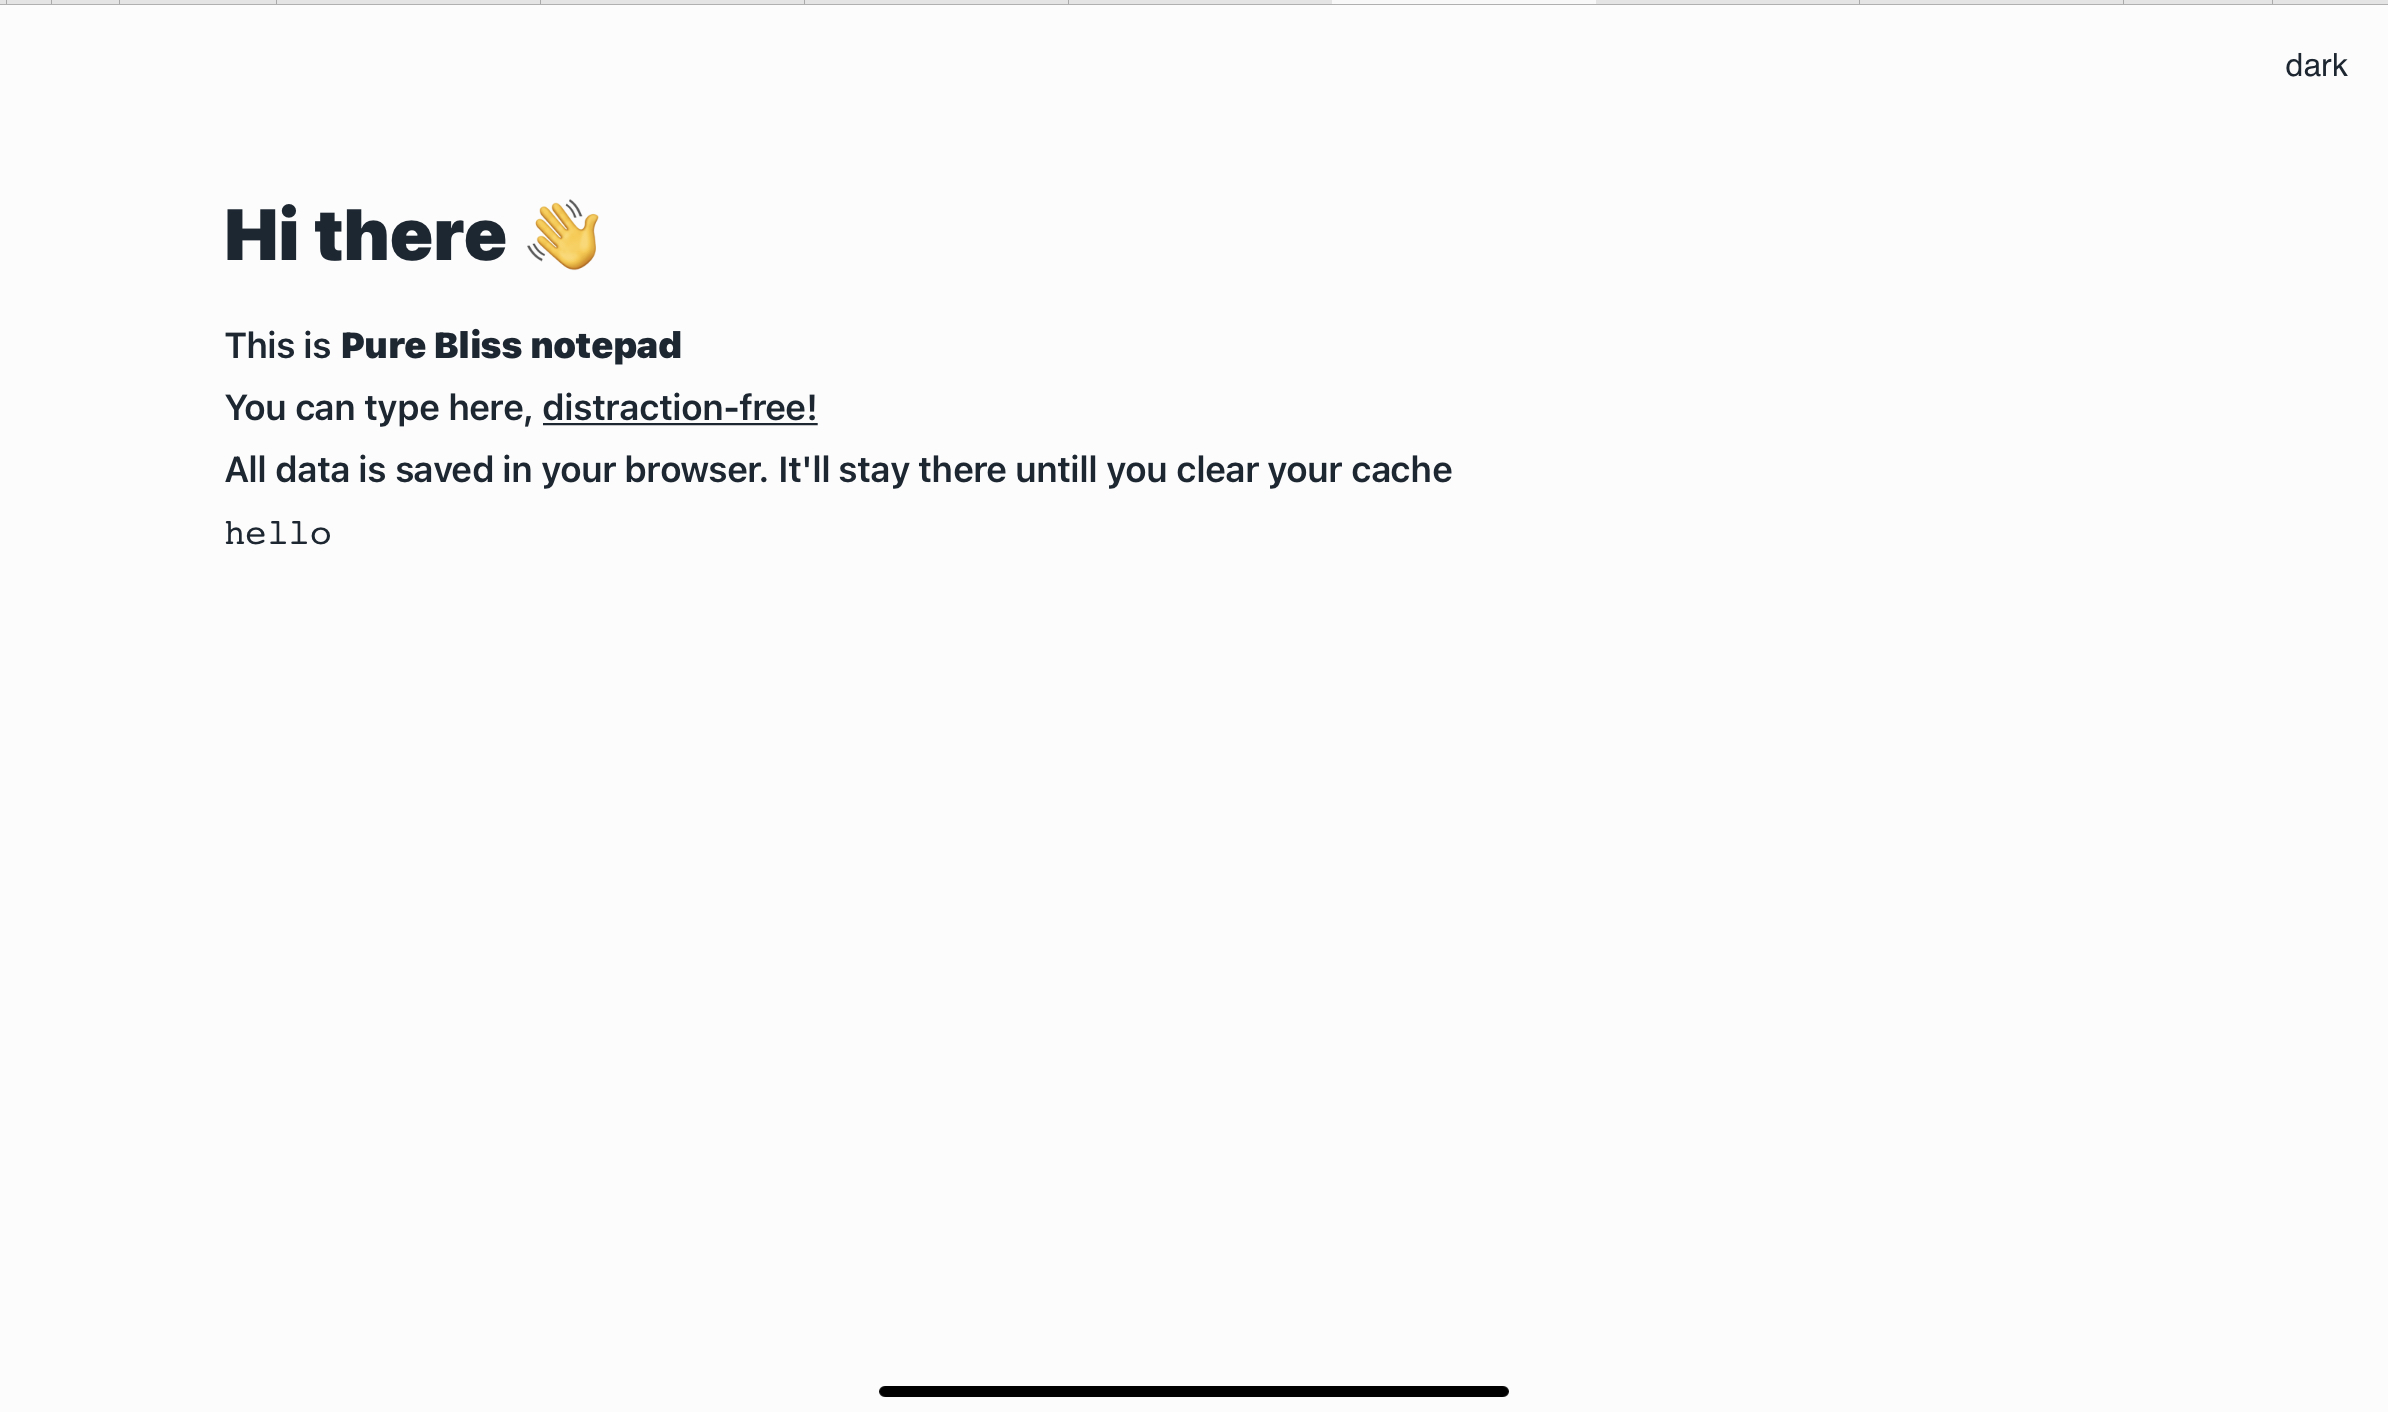 dark
Hi there 👋
This is Pure Bliss notepad
You can type here, distraction-free!
All data is saved in your browser. It'll stay there untill you clear your cache
hello